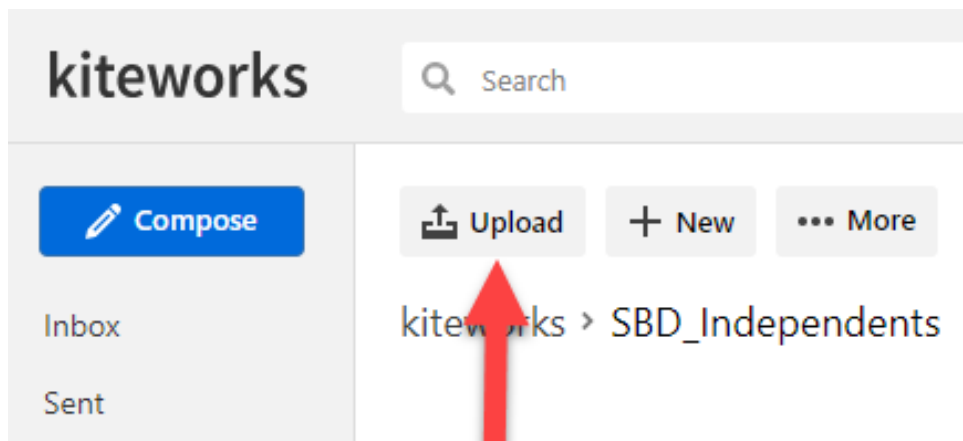 kiteworks
Search
Compose
Upload
New
More
Inbox
kiteworks > SBD_Independents
Sent